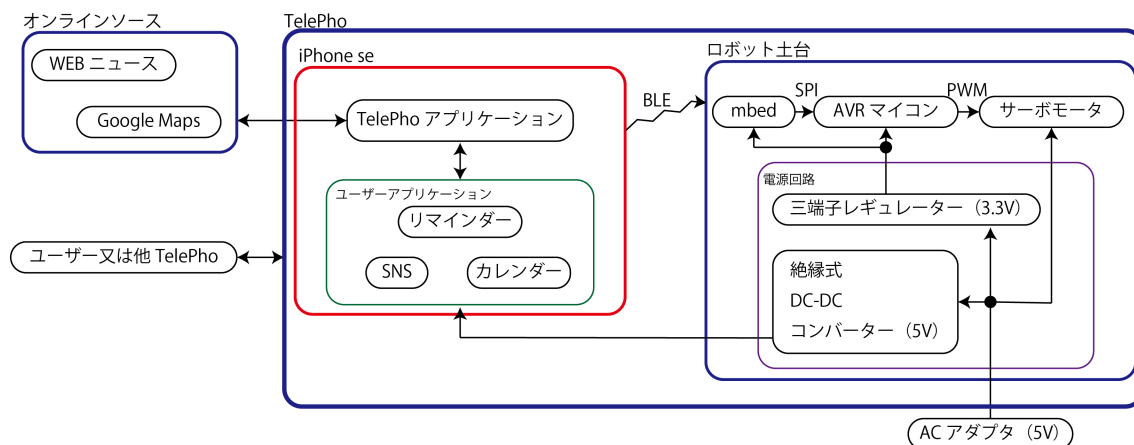 オンラインソース
WEB ニュース
Google Maps
ユーザー又は他 TelePho
TelePho
iPhone se
TelePho アプリケーション
ユーザーアプリケーション
リマインダー
SNS
カレンダー
BLE
ロボット土台
mbed
SPI
AVR マイコン
PWM
サーボモータ
電源回路
三端子レギュレーター（3.3V）
絶縁式
DC-DC
コンバーター（5V）
AC アダプタ（5V）